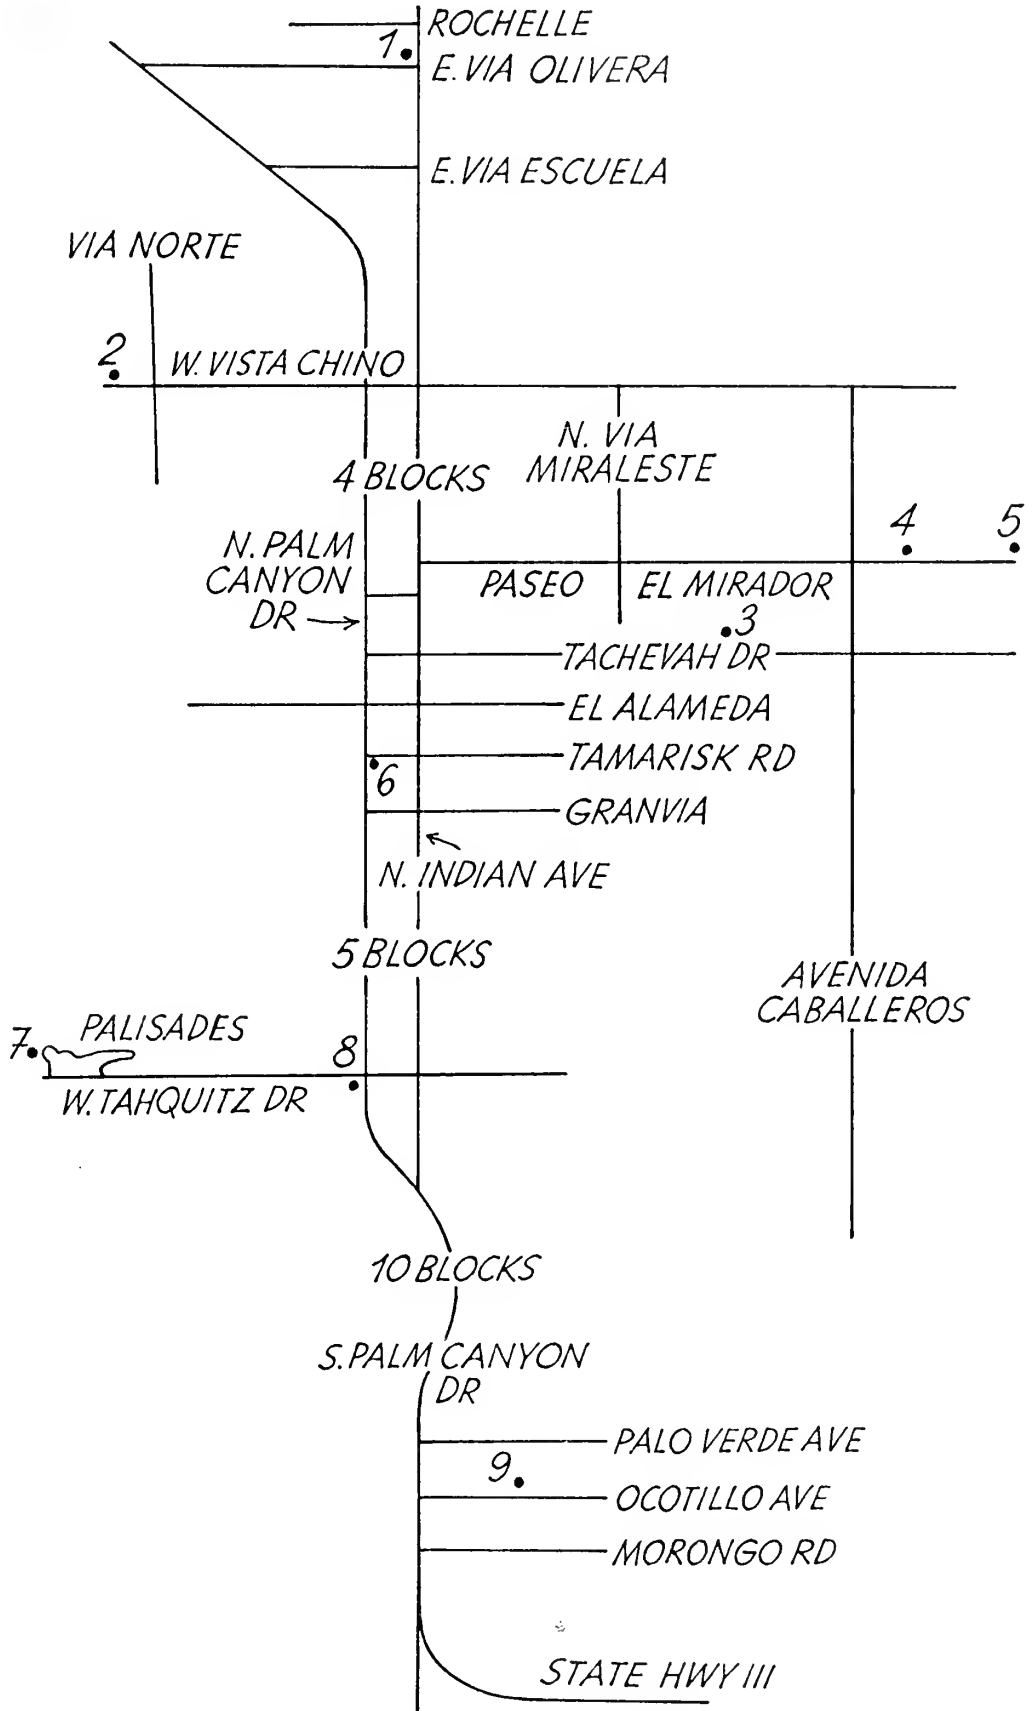 ROCHELLE
1
E. VIA OLIVERA
E. VIA ESCUELA
VIA NORTE
2
W. VISTA CHINO
N. VIA
MIRALESTE
4 BLOCKS
4
5
N. PALM
CANYON
DR
PASEO
EL MIRADOR
3
TACHEVAH DR
EL ALAMEDA
TAMARISK RD
6
GRANVIA
N. INDIAN AVE
5 BLOCKS
AVENIDA
CABALLEROS
7
PALISADES
8
W. TAHQUITZ DR
10 BLOCKS
S. PALM CANYON
DR
PALO VERDE AVE
9
OCOTILLO AVE
MORONGO RD
STATE HWY 111